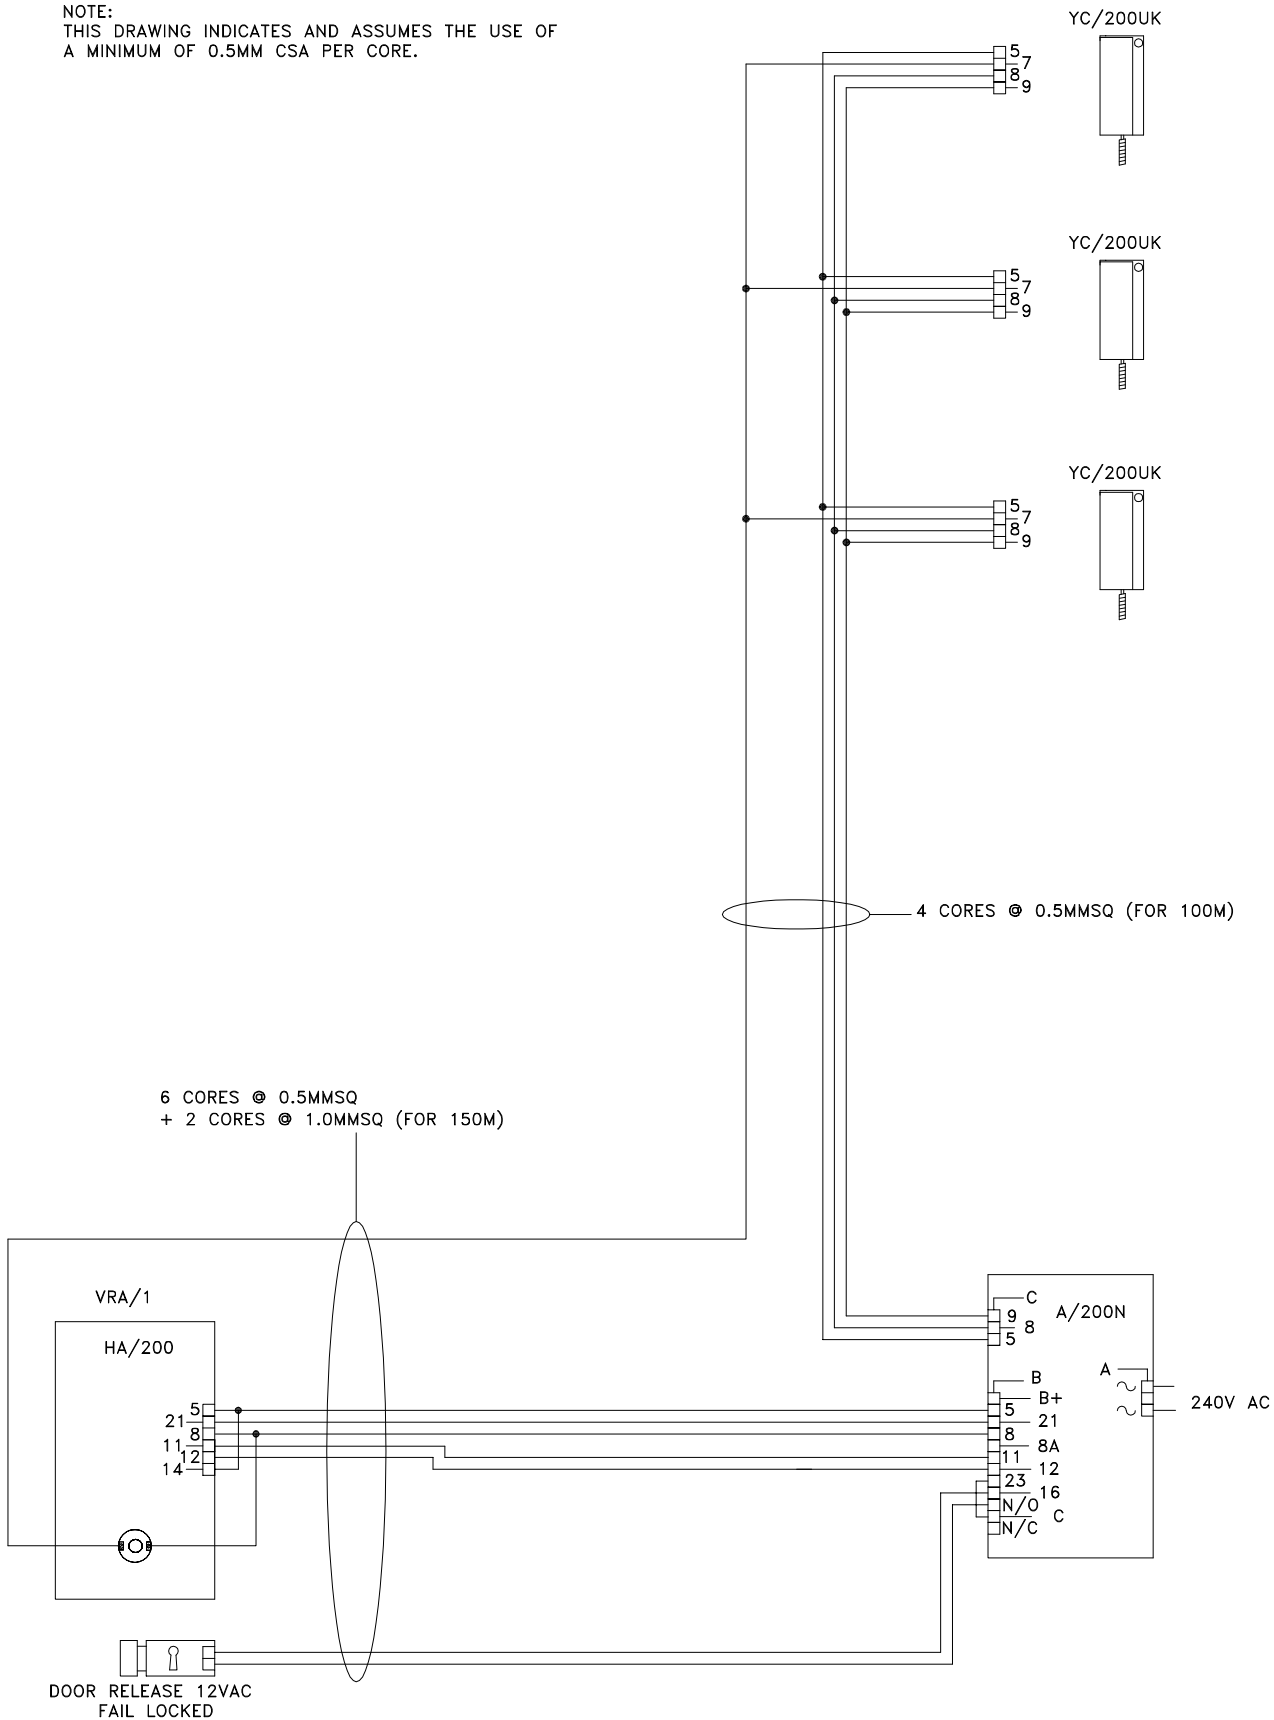 NOTE:
THIS DRAWING INDICATES AND ASSUMES THE USE OF
A MINIMUM OF 0.5MM CSA PER CORE.
YC/200UK
5
7
8
9
YC/200UK
5
7
8
9
YC/200UK
5
7
8
9
4 CORES @ 0.5MMSQ (FOR 100M)
6 CORES @ 0.5MMSQ
+ 2 CORES @ 1.0MMSQ (FOR 150M)
VRA/1
HA/200
5
21
8
11
12
14
C
9
8
5
A/200N
B
B+
5
21
8
8A
11
12
23
16
N/O
C
N/C
A
240V AC
DOOR RELEASE 12VAC
FAIL LOCKED